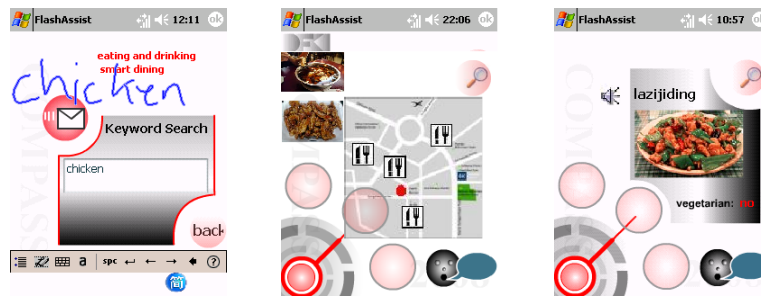 FlashAssist 12:11 ok
eating and drinking
smart dining
chicken
Keyword Search
chicken
back
a spc
简
FlashAssist 22:06 ok
FlashAssist 10:57 ok
lazijiding
vegetarian: no